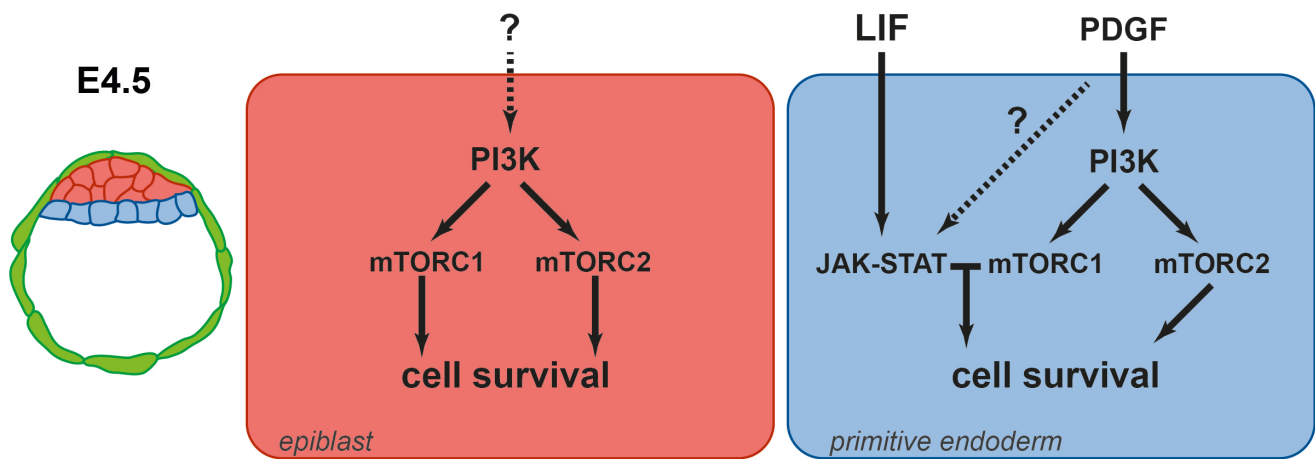 E4.5
?
PI3K
mTORC1 mTORC2
cell survival
epiblast
LIF PDGF
?
PI3K
JAK-STAT mTORC1 mTORC2
cell survival
primitive endoderm